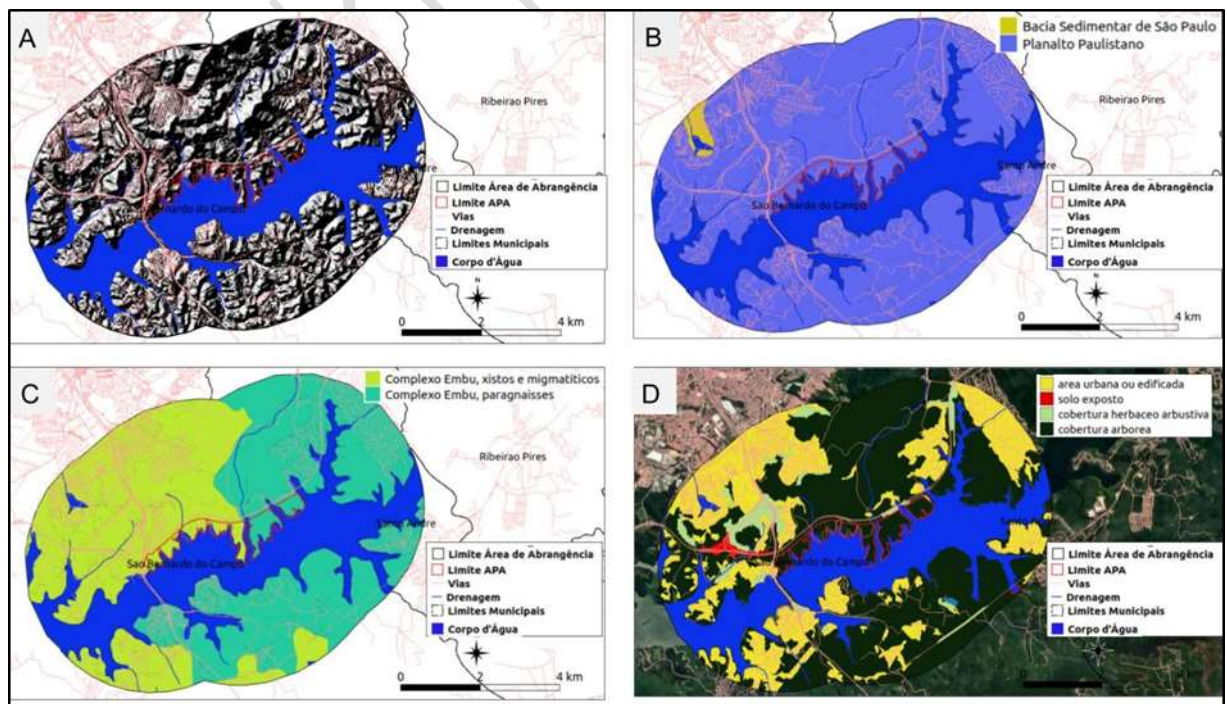 A
Ribeirao Pires
Santo Andre
Sao Bernardo do Campo
Limite Área de Abrangência
Limite APA
Vias
Drenagem
Limites Municipais
Corpo d'Água
N
0 2 4 km
B
Bacia Sedimentar de São Paulo
Planalto Paulistano
Ribeirao Pires
Santo Andre
Sao Bernardo do Campo
Limite Área de Abrangência
Limite APA
Vias
Drenagem
Limites Municipais
Corpo d'Água
N
0 2 4 km
C
Complexo Embu, xistos e migmatíticos
Complexo Embu, paragnaisses
Ribeirao Pires
Santo Andre
Sao Bernardo do Campo
Limite Área de Abrangência
LImite APA
Vias
Drenagem
Limites Municipais
Corpo d'Água
0 2 4 km
D
area urbana ou edificada
solo exposto
cobertura herbaceo arbustiva
cobertura arborea
Santo Andre
Sao Bernardo do Campo
Limite Área de Abrangência
LImite APA
Vias
Drenagem
Limites Municipais
Corpo d'Água